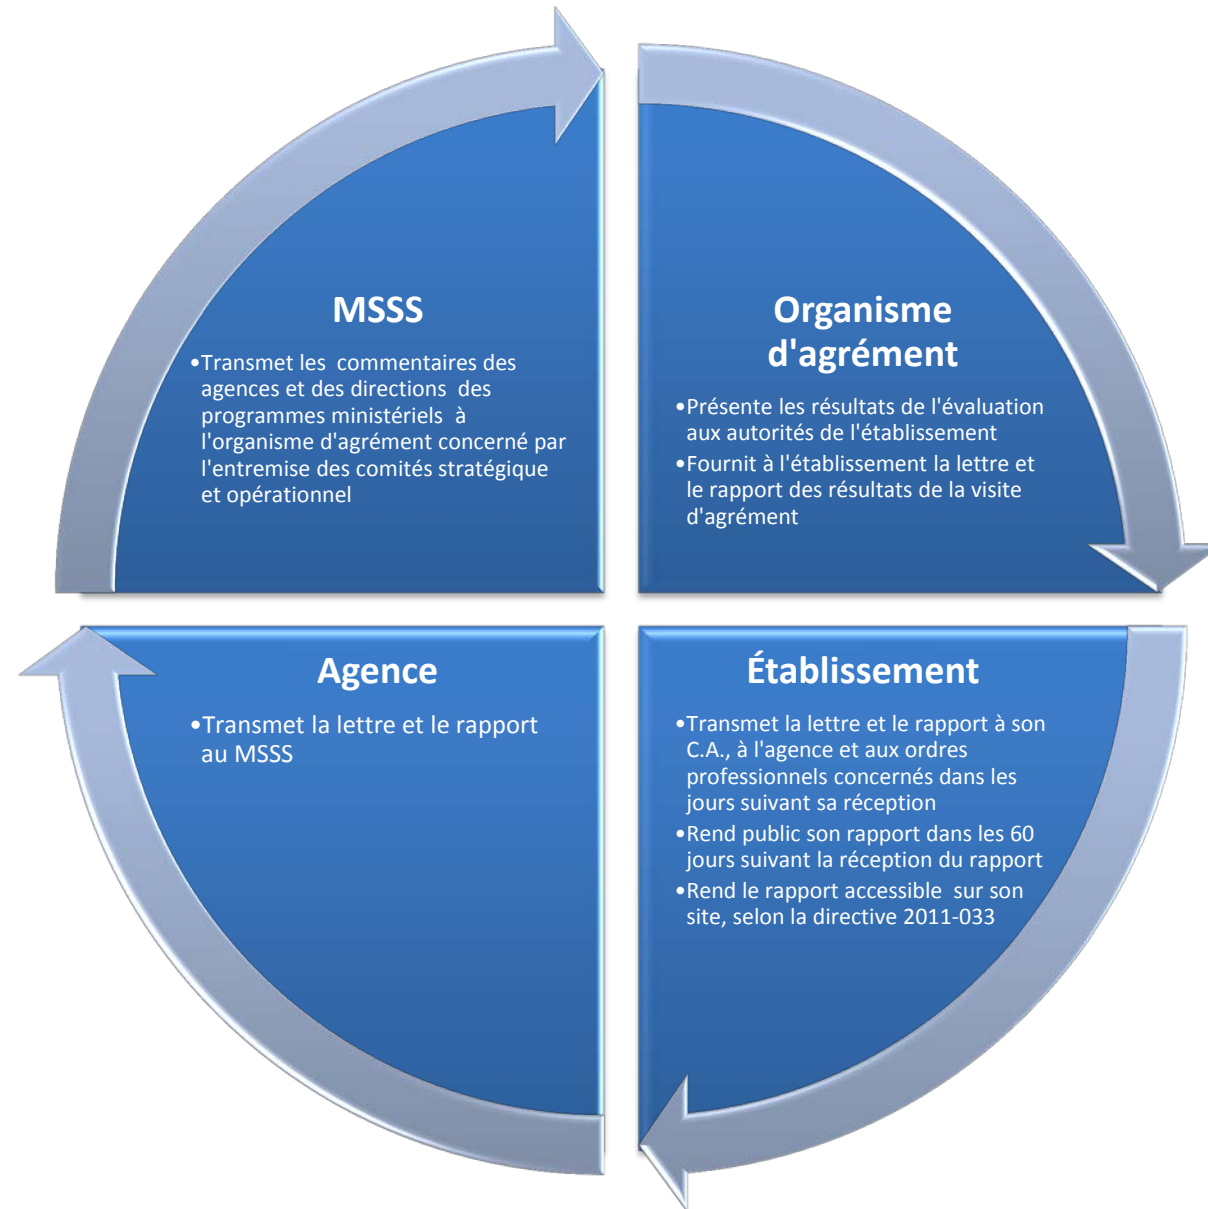 MSSS
•Transmet les commentaires des
agences et des directions des
programmes ministériels à
l'organisme d'agrément concerné par
l'entremise des comités stratégique
et opérationnel
Organisme
d'agrément
•Présente les résultats de l'évaluation
aux autorités de l'établissement
•Fournit à l'établissement la lettre et
le rapport des résultats de la visite
d'agrément
Établissement
•Transmet la lettre et le rapport à son
C.A., à l'agence et aux ordres
professionnels concernés dans les
jours suivant sa réception
•Rend public son rapport dans les 60
jours suivant la réception du rapport
•Rend le rapport accessible sur son
site, selon la directive 2011-033
Agence
•Transmet la lettre et le rapport
au MSSS